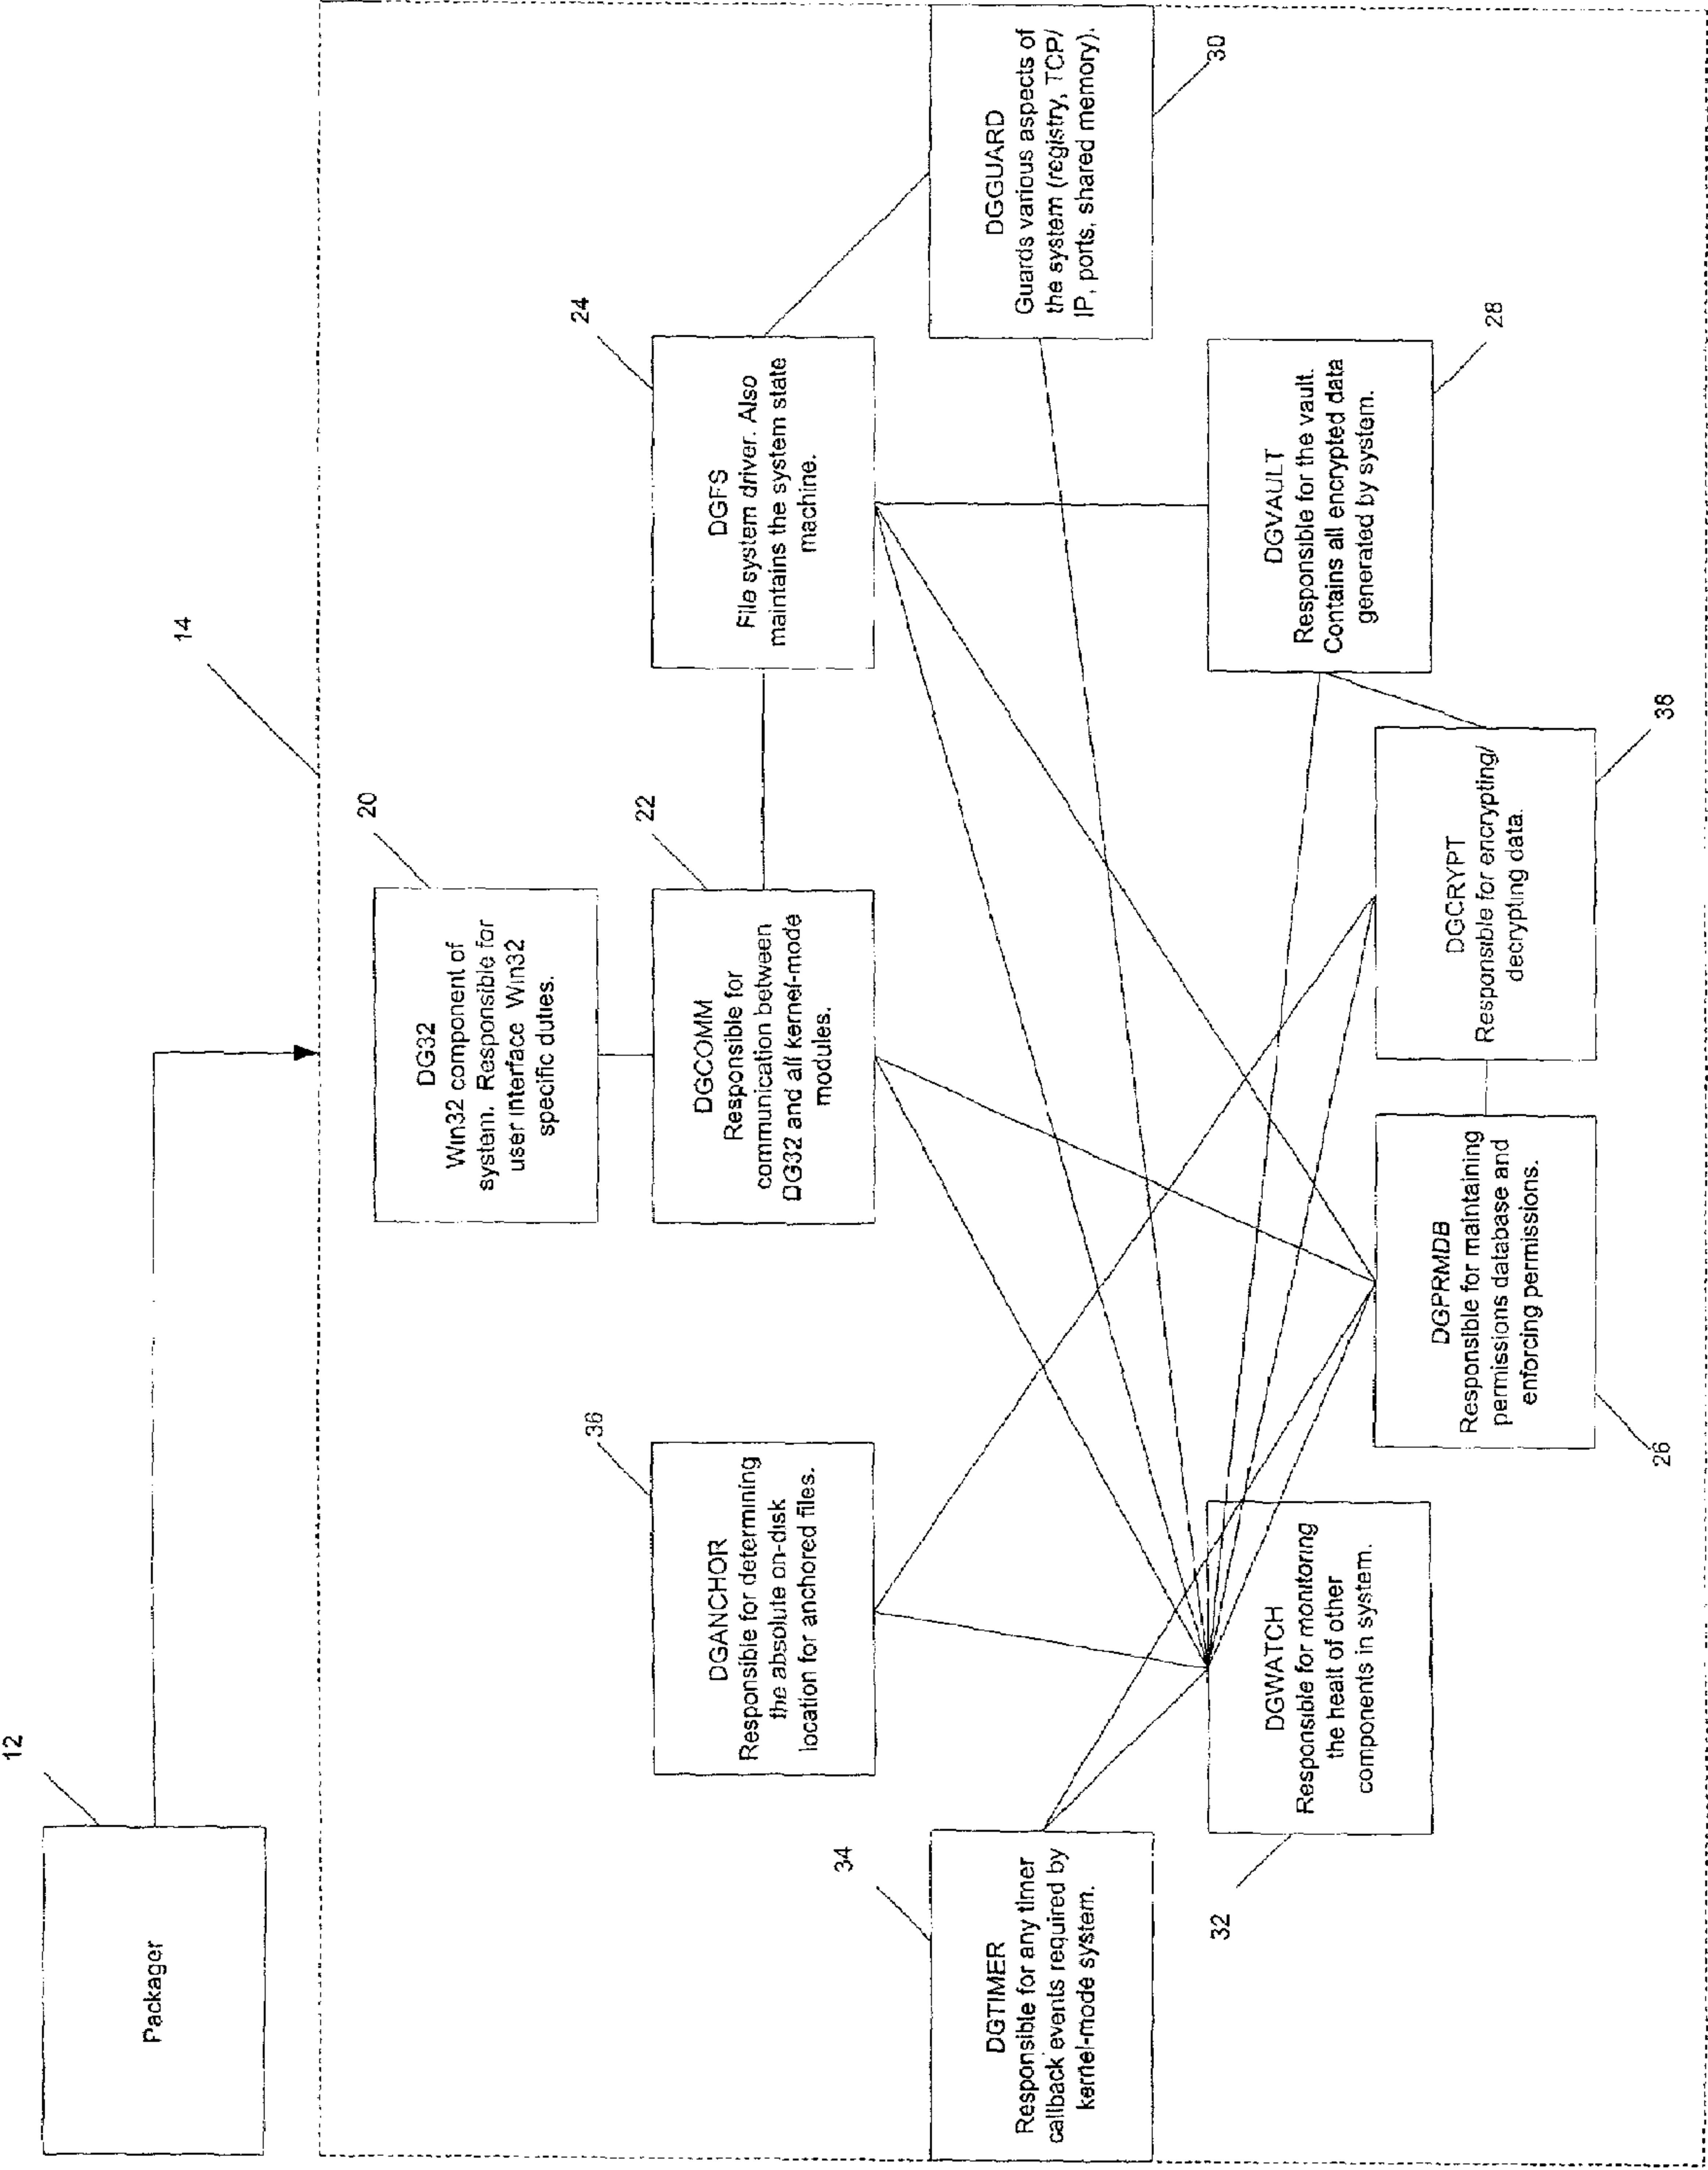 12
Packager
14
20
DG32
Win32 component of
system. Responsible for
user interface Win32
specific duties.
36
DGANCHOR
Responsible for determining
the absolute on-disk
location for anchored files.
22
DGCOMM
Responsible for
communication between
DG32 and all kernel-mode
modules.
24
DGFS
File system driver. Also
maintains the system state
machine.
34
DGTIMER
Responsible for any timer
callback events required by
kernel-mode system.
DGGUARD
Guards various aspects of
the system (registry, TCP/
IP, ports, shared memory).
30
DGWATCH
Responsible for monitoring
the healt of other
components in system.
32
DGVAULT
Responsible for the vault.
Contains all encrypted data
generated by system.
28
DGPRMDB
Responsible for maintaining
permissions database and
enforcing permissions.
26
DGCRYPT
Responsible for encrypting/
decrypting data.
38